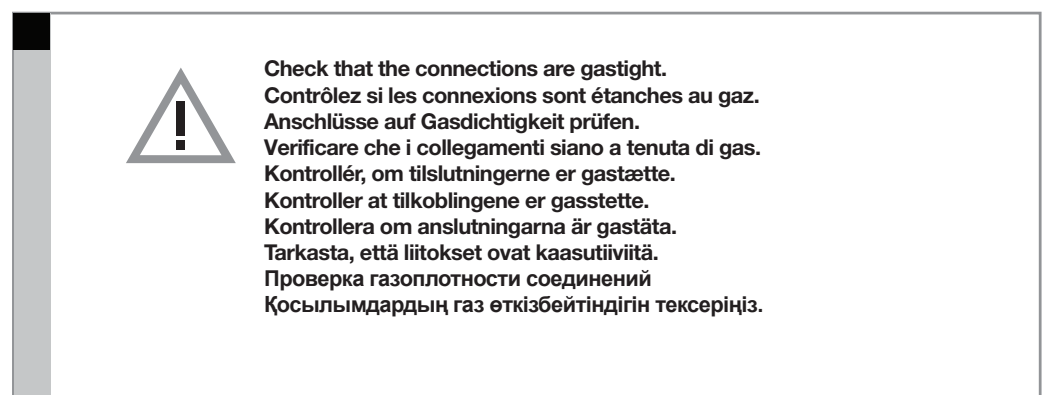 Check that the connections are gastight.
Contrôlez si les connexions sont étanches au gaz.
Anschlüsse auf Gasdichtigkeit prüfen.
Verificare che i collegamenti siano a tenuta di gas.
Kontrollér, om tilslutningerne er gastætte.
Kontroller at tilkoblingene er gasstette.
Kontrollera om anslutningarna är gastäta.
Tarkasta, että liitokset ovat kaasutiiviitä.
Проверка газоплотности соединений
Қосылымдардың газ өткізбейтіндігін тексеріңіз.